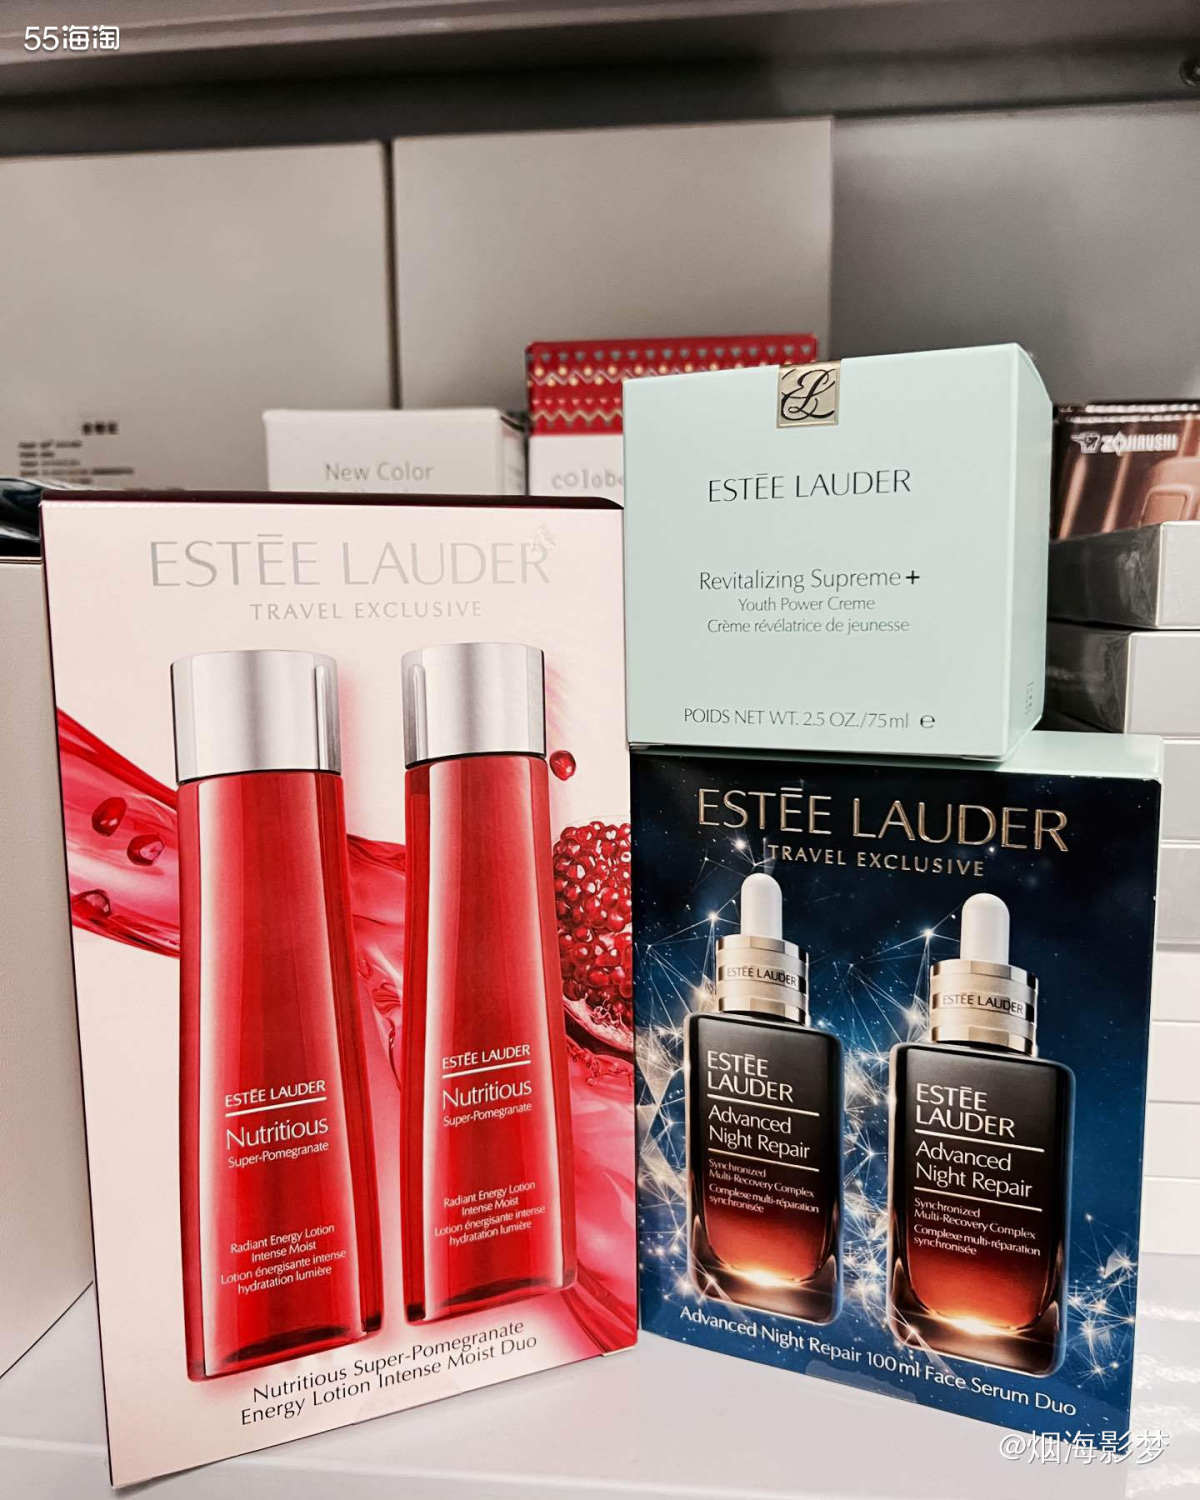 55海淘
New Color
ZOJIRUSHI
ESTĒE LAUDER
Revitalizing Supreme+
Youth Power Creme
Crème révélatrice de jeunesse
POIDS NET WT. 2.5 OZ./75ml ℮
ESTĒE LAUDER
TRAVEL EXCLUSIVE
ESTĒE LAUDER
Nutritious
Super-Pomegranate
Radiant Energy Lotion
Intense Moist
Lotion énergisante intense
hydratation lumière
ESTĒE LAUDER
Nutritious
Super-Pomegranate
Radiant Energy Lotion
Intense Moist
Lotion énergisante intense
hydratation lumière
Nutritious Super-Pomegranate
Energy Lotion Intense Moist Duo
ESTĒE LAUDER
TRAVEL EXCLUSIVE
ESTĒE LAUDER
ESTĒE
LAUDER
Advanced
Night Repair
Synchronized
Multi-Recovery Complex
Complexe multi-réparation
synchronisée
ESTĒE LAUDER
ESTĒE
LAUDER
Advanced
Night Repair
Synchronized
Multi-Recovery Complex
Complexe multi-réparation
synchronisée
Advanced Night Repair 100ml Face Serum Duo
@烟海影梦